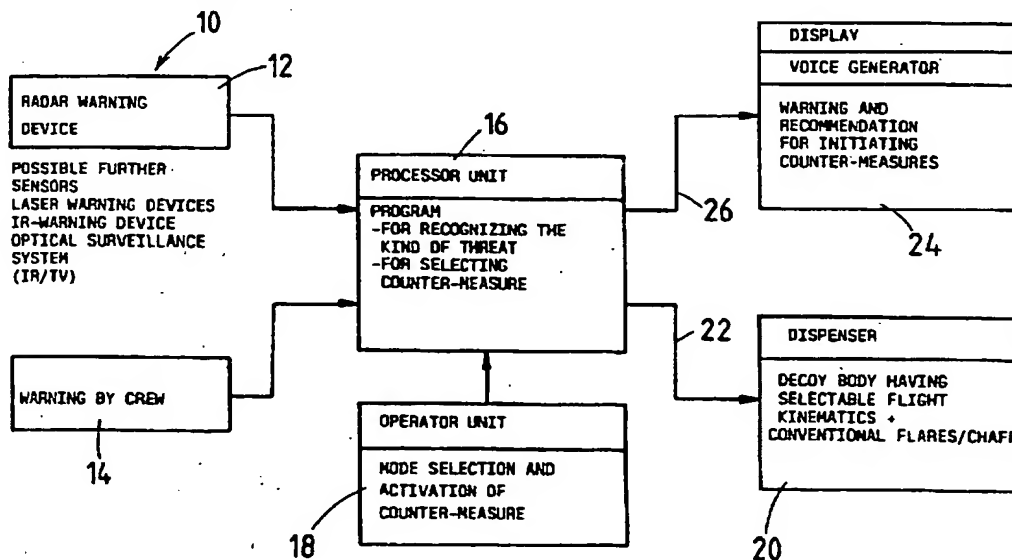 10
12
RADAR WARNING
DEVICE
POSSIBLE FURTHER
SENSORS
LASER WARNING DEVICES
IR-WARNING DEVICE
OPTICAL SURVEILLANCE
SYSTEM
(IR/TV)
WARNING BY CREW
14
16
PROCESSOR UNIT
PROGRAM
-FOR RECOGNIZING THE
KIND OF THREAT
-FOR SELECTING
COUNTER-MEASURE
OPERATOR UNIT
MODE SELECTION AND
ACTIVATION OF
COUNTER-MEASURE
18
DISPLAY
VOICE GENERATOR
WARNING AND
RECOMMENDATION
FOR INITIATING
COUNTER-MEASURES
26
24
22
DISPENSER
DECOY BODY HAVING
SELECTABLE FLIGHT
KINEMATICS +
CONVENTIONAL FLARES/CHAFF
20